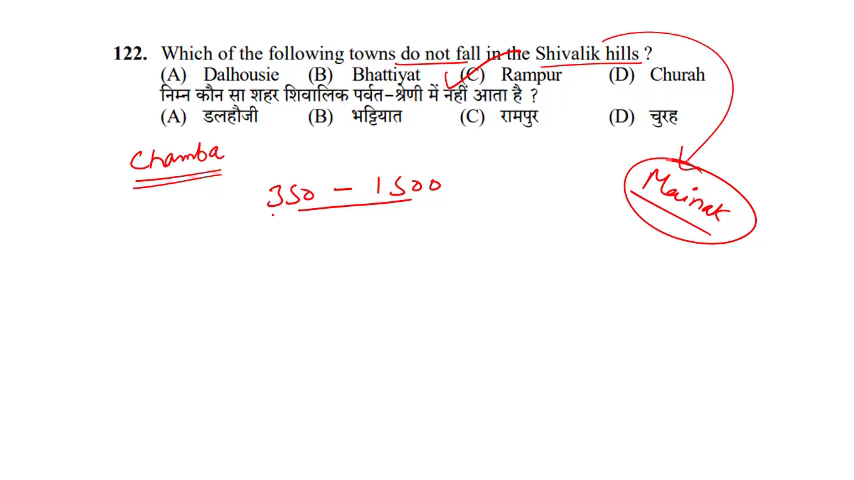 122. Which of the following towns do not fall in the Shivalik hills ?
(A) Dalhousie (B) Bhattiyat (C) Rampur (D) Churah
निम्न कौन सा शहर शिवालिक पर्वत-श्रेणी में नहीं आता है ?
(A) डलहौजी (B) भट्टियात (C) रामपुर (D) चुरह
Chamba
350 – 1500
Mainak